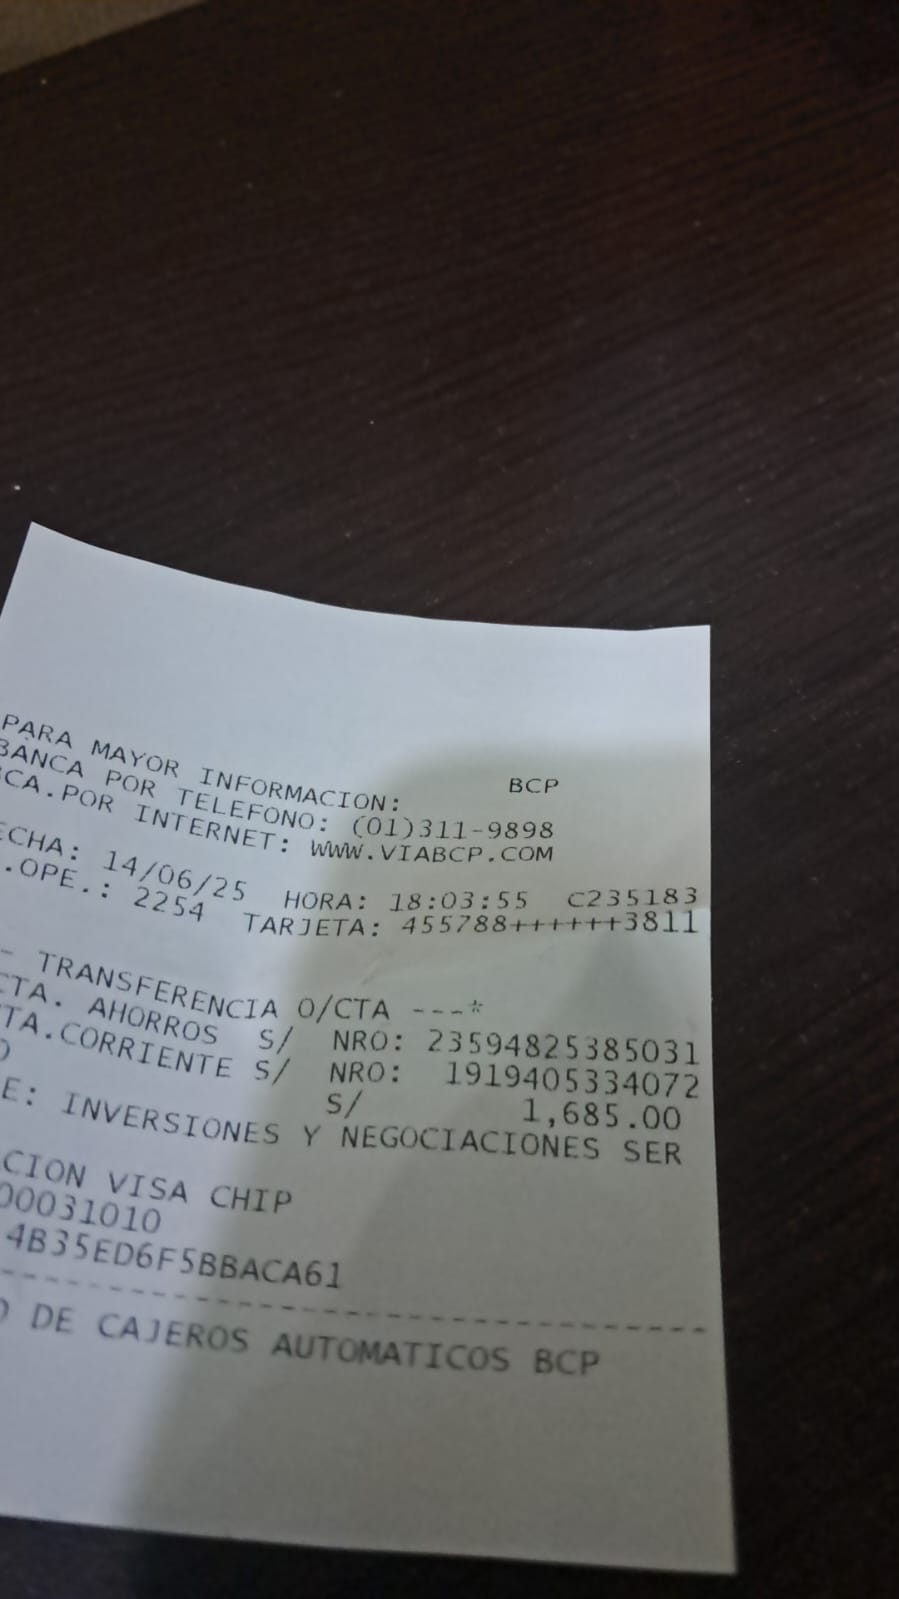 PARA MAYOR INFORMACION: BCP
BANCA POR TELEFONO: (01)311-9898
CA.POR INTERNET: WWW.VIABCP.COM
ECHA: 14/06/25 HORA: 18:03:55 C235183
.OPE.: 2254 TARJETA: 455788++++++3811
- TRANSFERENCIA O/CTA ---*
CTA. AHORROS S/ NRO: 23594825385031
TA.CORRIENTE S/ NRO: 1919405334072
O S/ 1,685.00
E: INVERSIONES Y NEGOCIACIONES SER
CION VISA CHIP
00031010
4B35ED6F5BBACA61
O DE CAJEROS AUTOMATICOS BCP